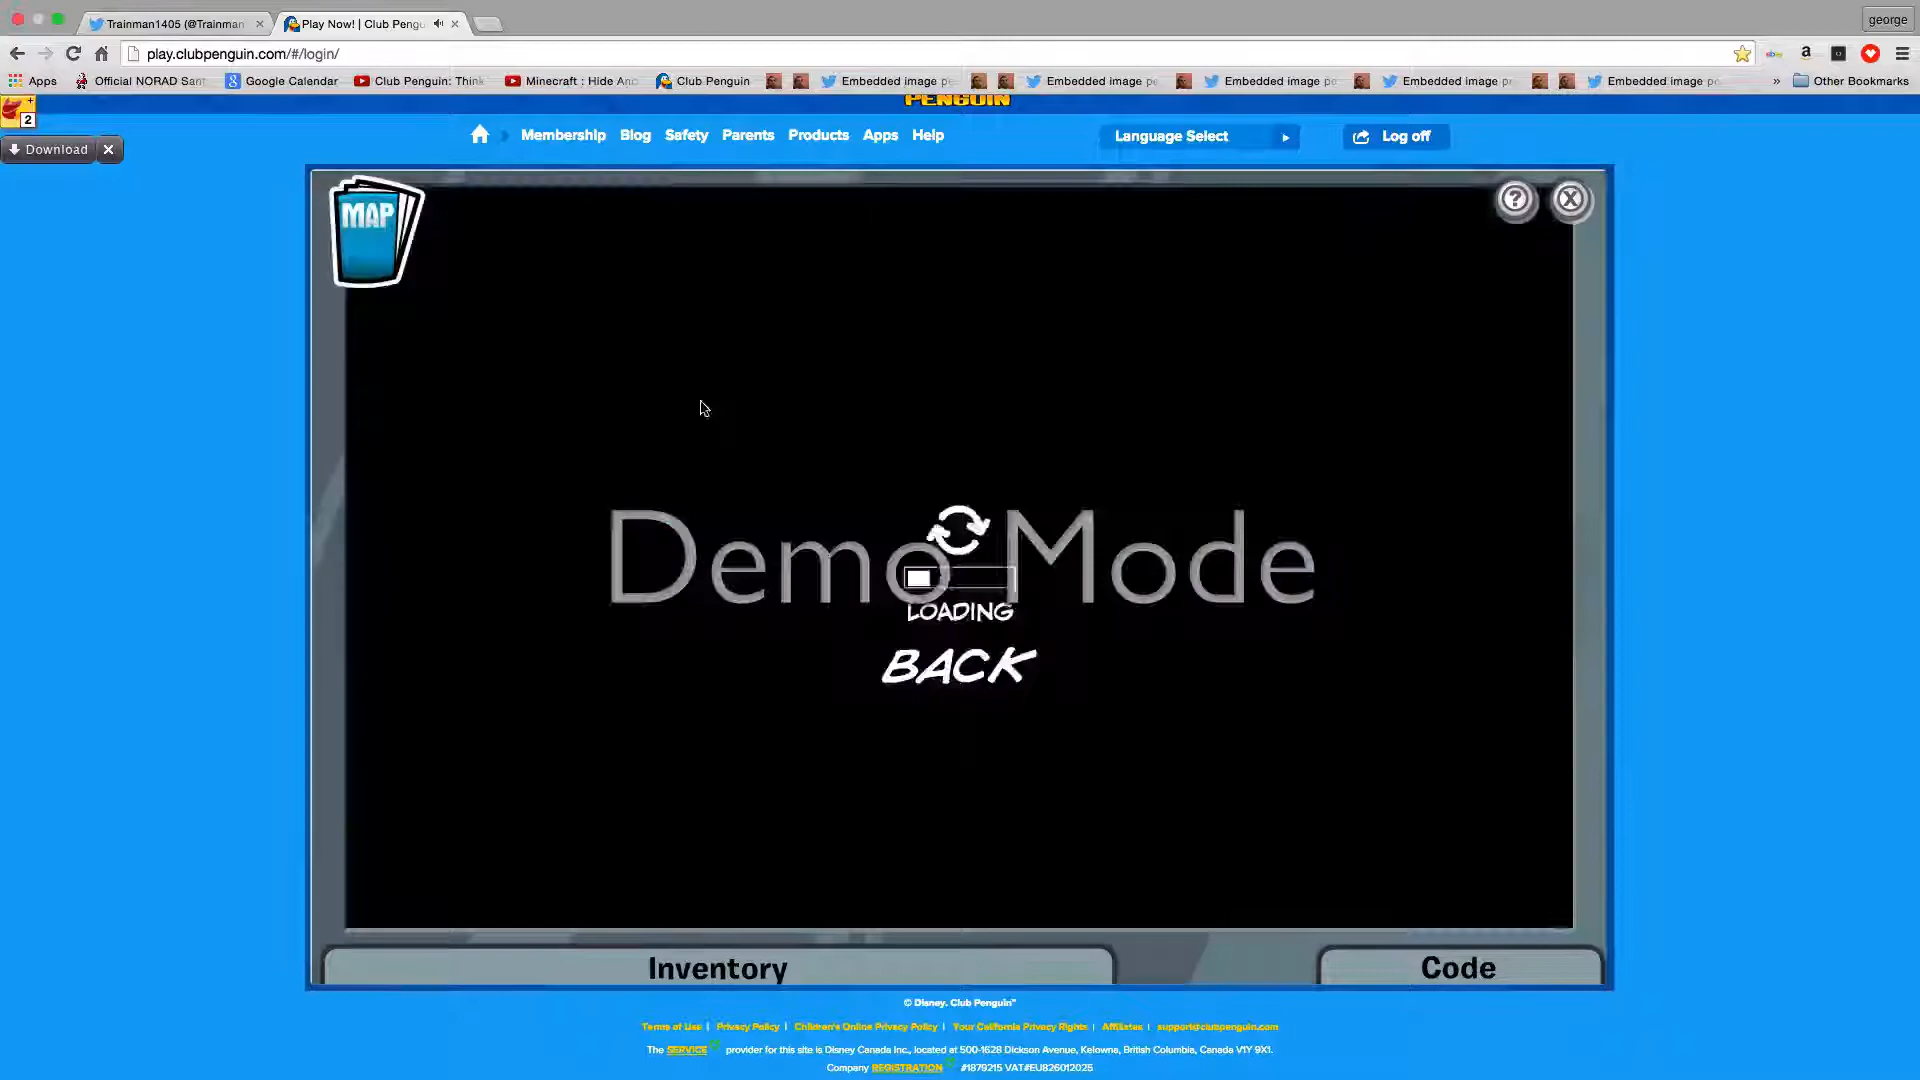 george
Trainman1405 (@Trainman
Play Now! | Club Pengu
play.clubpenguin.com/#/login/
Apps
Official NORAD Sant
Google Calendar
Club Penguin: Think
Minecraft : Hide And
Club Penguin
Embedded image pe
Embedded image pe
Embedded image pe
Embedded image p
Embedded image pe
»
Other Bookmarks
2
PENGUIN
Membership
Blog
Safety
Parents
Products
Apps
Help
Language Select
Log off
Download
MAP
?
X
Demo Mode
LOADING
BACK
Inventory
Code
© Disney. Club Penguin™
Terms of Use | Privacy Policy | Children's Online Privacy Policy | Your California Privacy Rights | Affiliates | support@clubpenguin.com
The SERVICE provider for this site is Disney Canada Inc., located at 500-1628 Dickson Avenue, Kelowna, British Columbia, Canada V1Y 9X1.
Company REGISTRATION #1879215 VAT#EU826012025